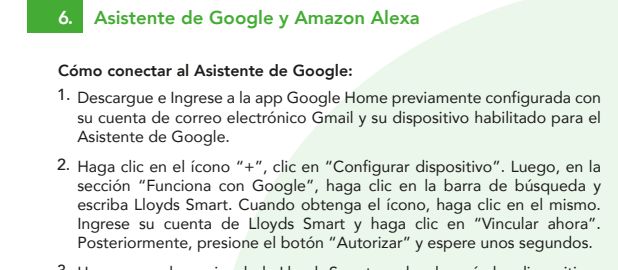 6. Asistente de Google y Amazon Alexa
Cómo conectar al Asistente de Google:
1. Descargue e Ingrese a la app Google Home previamente configurada con
su cuenta de correo electrónico Gmail y su dispositivo habilitado para el
Asistente de Google.
2. Haga clic en el ícono "+", clic en "Configurar dispositivo". Luego, en la
sección "Funciona con Google", haga clic en la barra de búsqueda y
escriba Lloyds Smart. Cuando obtenga el ícono, haga clic en el mismo.
Ingrese su cuenta de Lloyds Smart y haga clic en "Vincular ahora".
Posteriormente, presione el botón "Autorizar" y espere unos segundos.